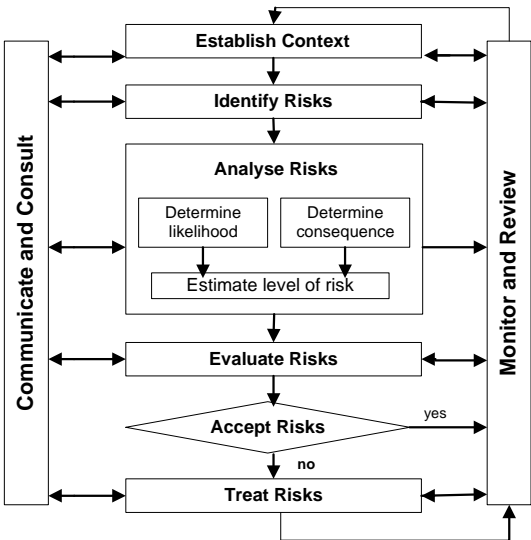 Establish Context
Identify Risks
Analyse Risks
Determine
likelihood
Determine
consequence
Estimate level of risk
Evaluate Risks
Accept Risks
yes
no
Treat Risks
Communicate and Consult
Monitor and Review